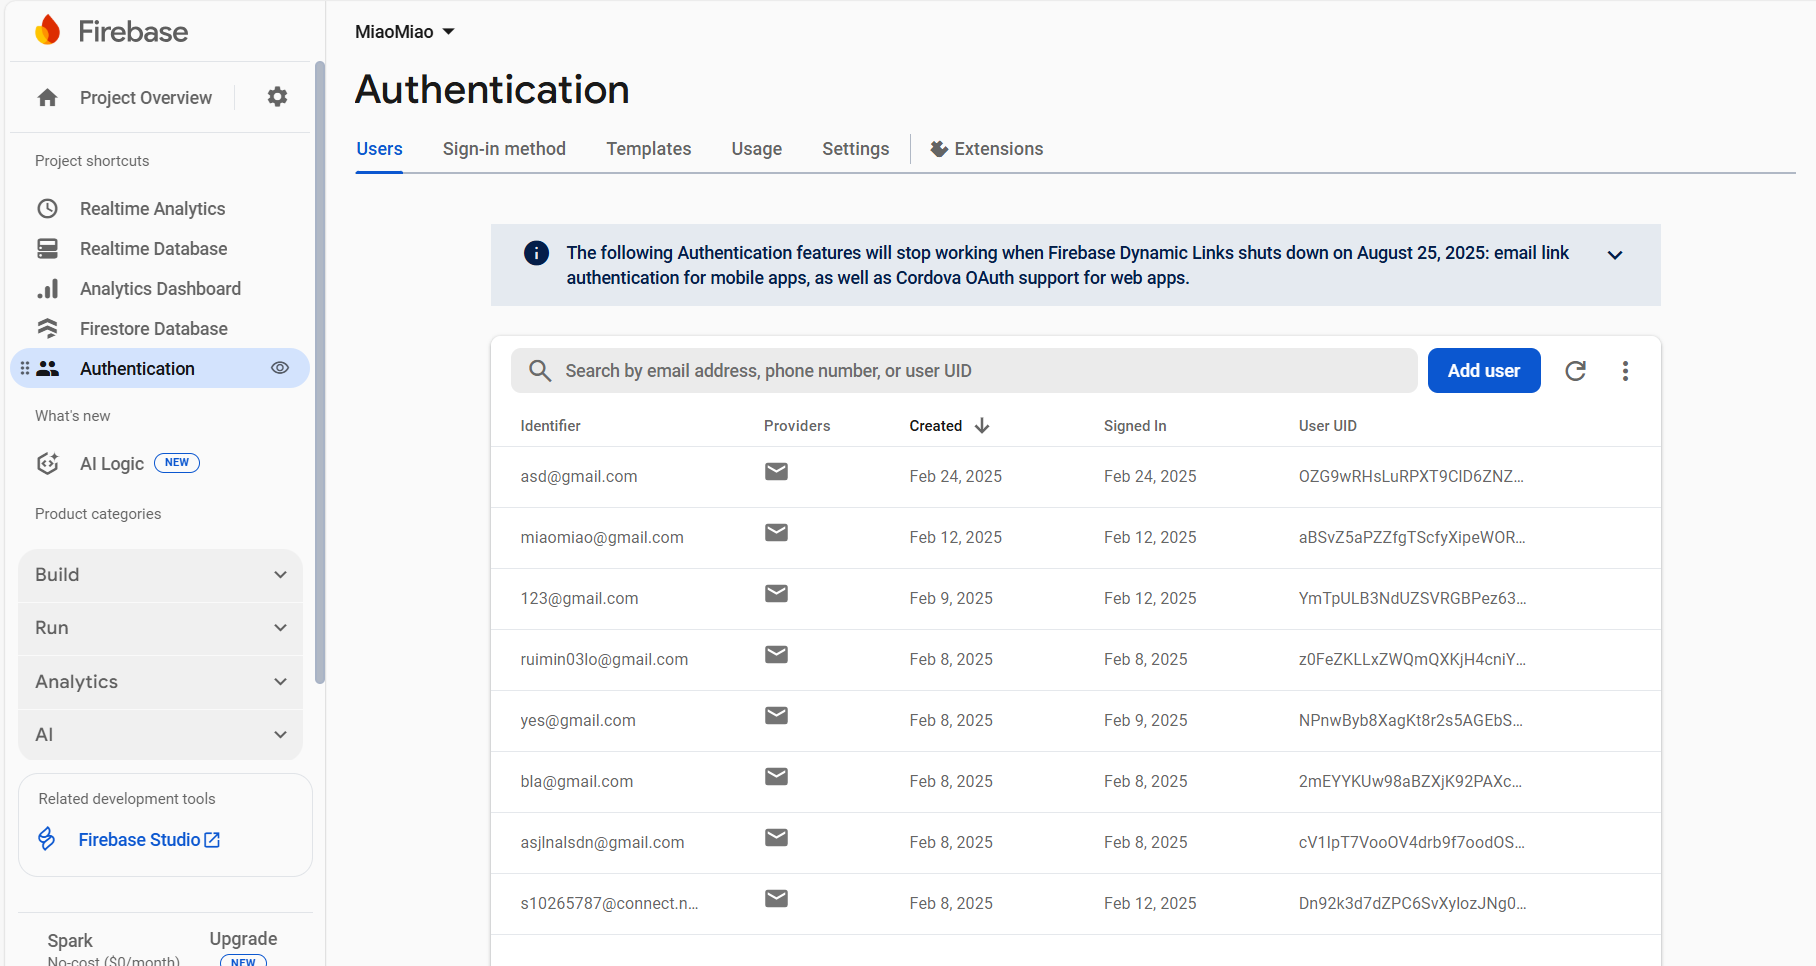 Firebase
Project Overview
Project shortcuts
Realtime Analytics
Realtime Database
Analytics Dashboard
Firestore Database
Authentication
What's new
AI Logic NEW
Product categories
Build
Run
Analytics
AI
Related development tools
Firebase Studio
Spark
No-cost ($0/month)
Upgrade
NEW
MiaoMiao
Authentication
Users Sign-in method Templates Usage Settings Extensions
The following Authentication features will stop working when Firebase Dynamic Links shuts down on August 25, 2025: email link
authentication for mobile apps, as well as Cordova OAuth support for web apps.
Search by email address, phone number, or user UID Add user
Identifier Providers Created Signed In User UID
asd@gmail.com Feb 24, 2025 Feb 24, 2025 OZG9wRHsLuRPXT9CID6ZNZ...
miaomiao@gmail.com Feb 12, 2025 Feb 12, 2025 aBSvZ5aPZZfgTScfyXipeWOR...
123@gmail.com Feb 9, 2025 Feb 12, 2025 YmTpULB3NdUZSVRGBPez63...
ruimin03lo@gmail.com Feb 8, 2025 Feb 8, 2025 z0FeZKLLxZWQmQXKjH4cniY...
yes@gmail.com Feb 8, 2025 Feb 9, 2025 NPnwByb8XagKt8r2s5AGEbS...
bla@gmail.com Feb 8, 2025 Feb 8, 2025 2mEYYKUw98aBZXjK92PAXc...
asjlnalsdn@gmail.com Feb 8, 2025 Feb 8, 2025 cV1IpT7VooOV4drb9f7oodOS...
s10265787@connect.n... Feb 8, 2025 Feb 12, 2025 Dn92k3d7dZPC6SvXylozJNg0...